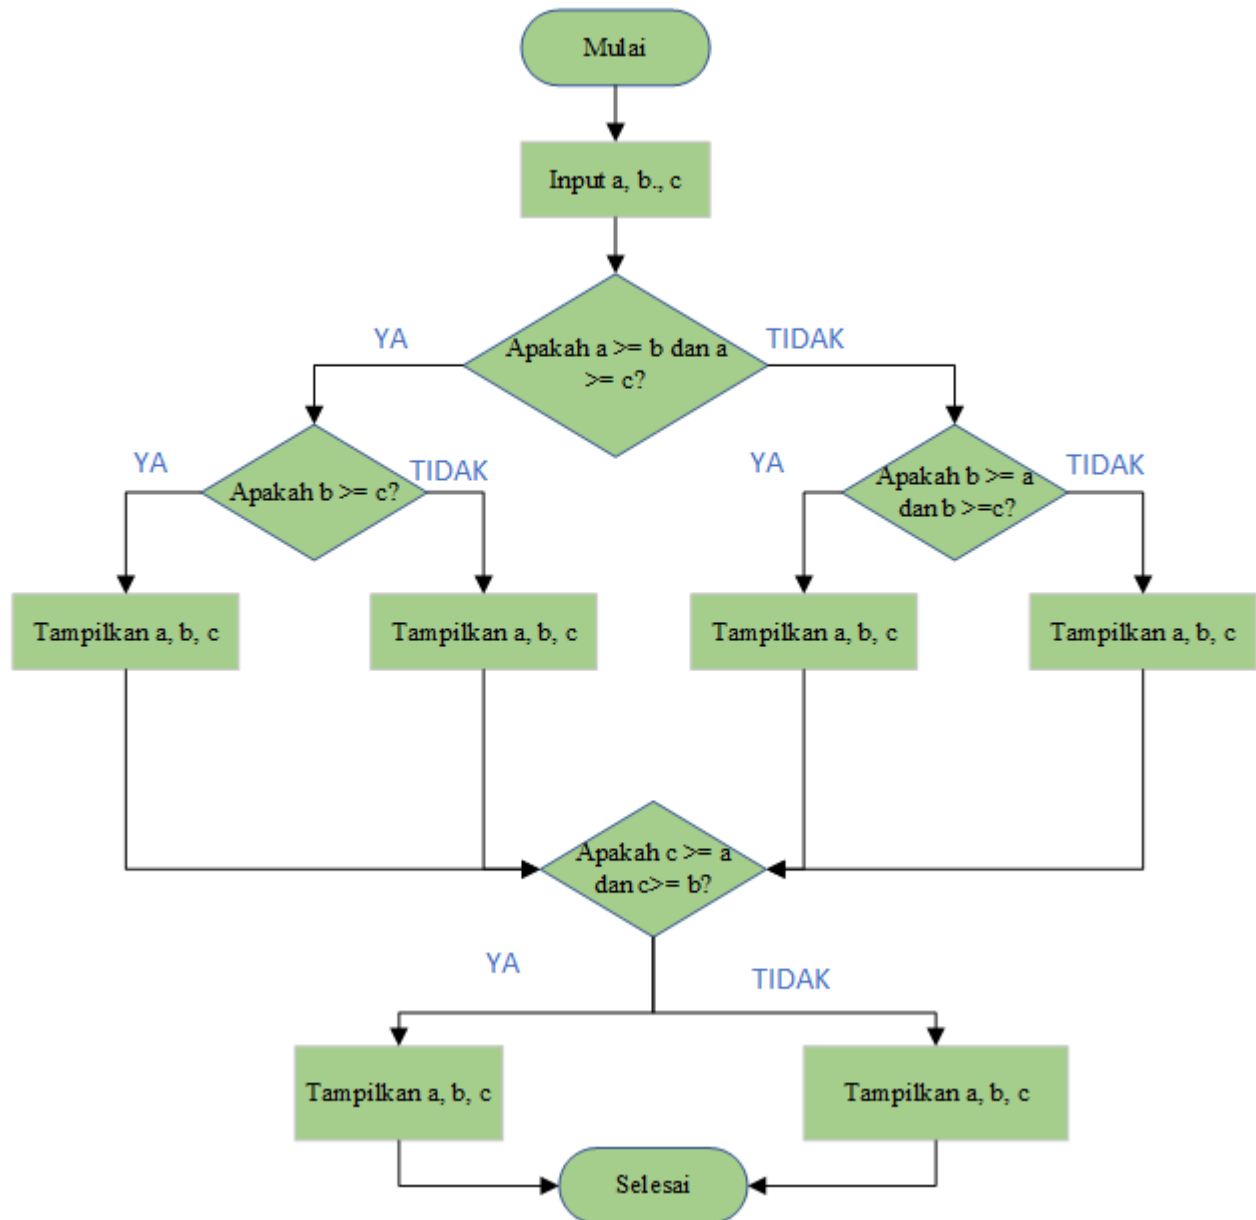 Mulai
Input a, b., c
YA
TIDAK
Apakah a >= b dan a
>= c?
YA
TIDAK
Apakah b >= c?
YA
TIDAK
Apakah b >= a
dan b >=c?
Tampilkan a, b, c
Tampilkan a, b, c
Tampilkan a, b, c
Tampilkan a, b, c
Apakah c >= a
dan c>= b?
YA
TIDAK
Tampilkan a, b, c
Tampilkan a, b, c
Selesai